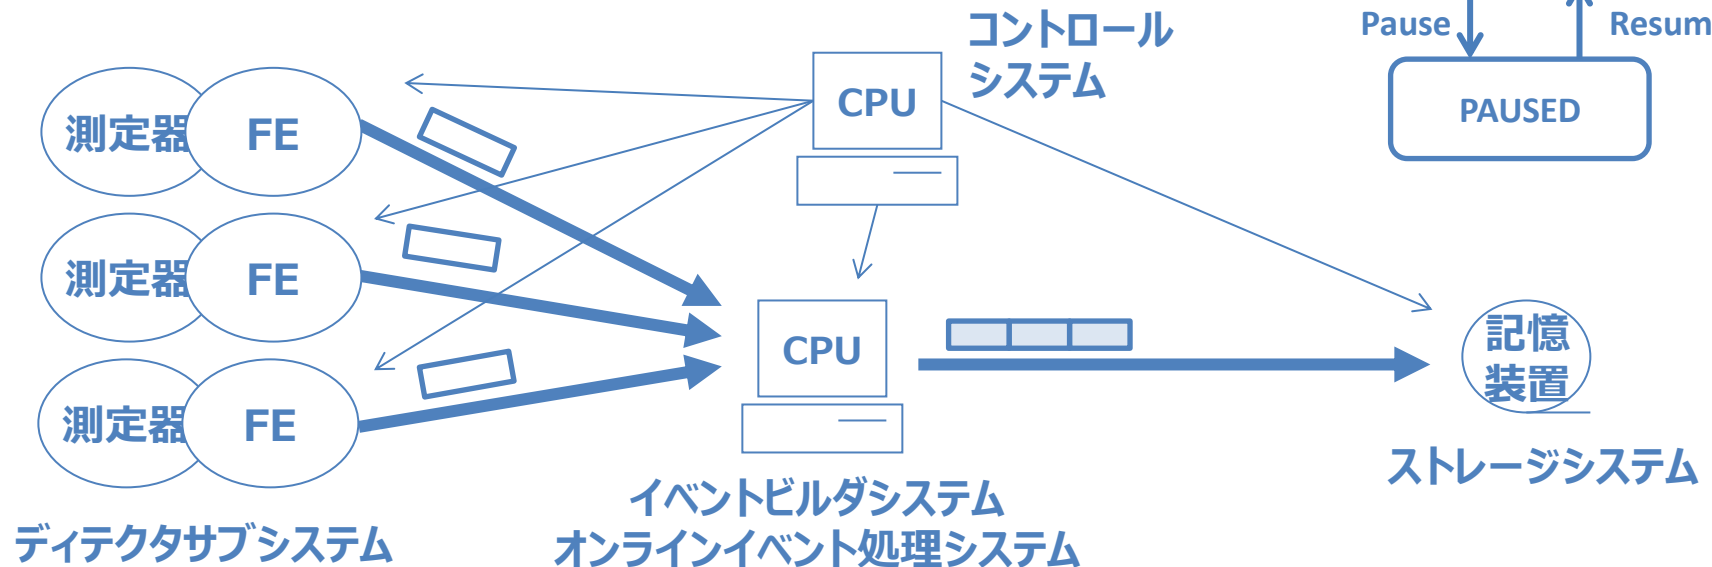 コントロール
システム
Pause
Resum
CPU
PAUSED
測定器
FE
測定器
FE
測定器
FE
CPU
記憶
装置
ストレージシステム
イベントビルダシステム
オンラインイベント処理システム
ディテクタサブシステム